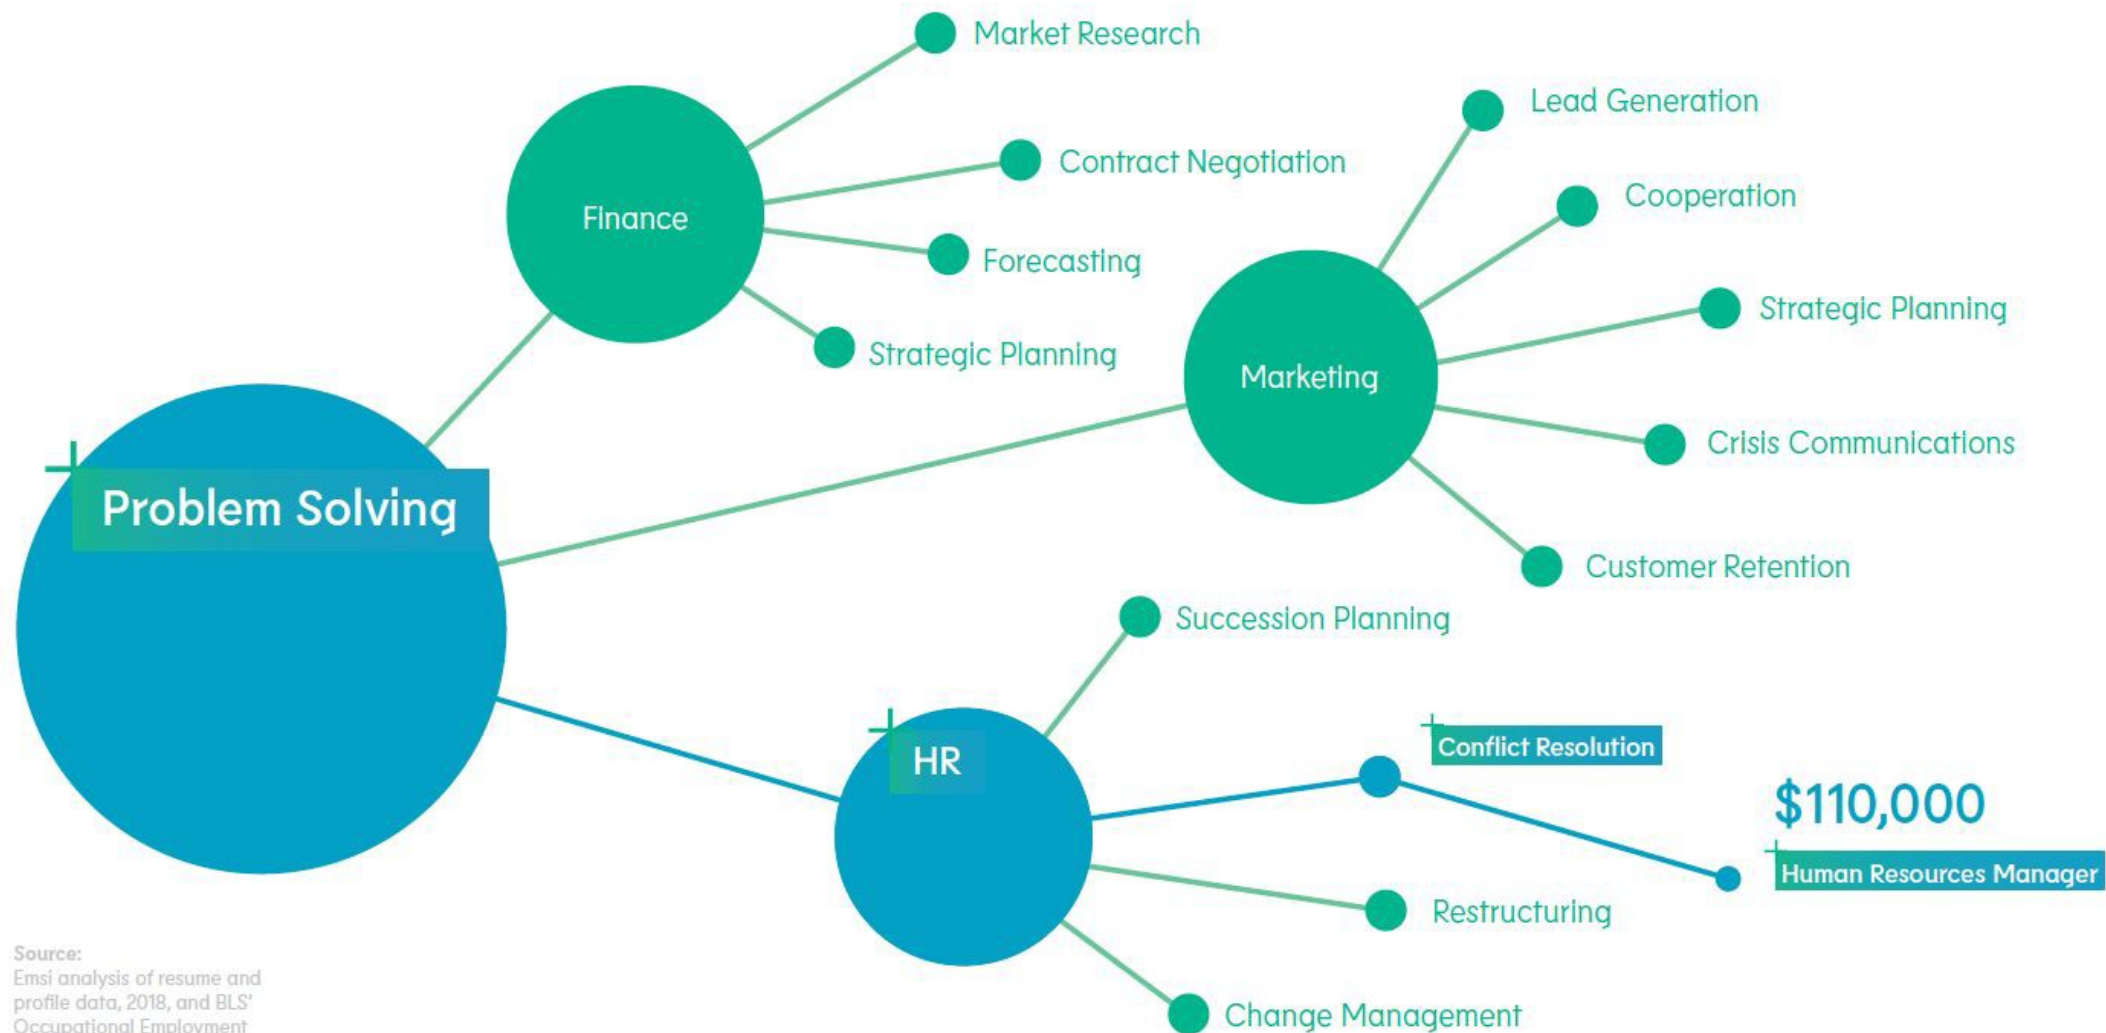 Market Research
Lead Generation
Contract Negotiation
Cooperation
Finance
Forecasting
Strategic Planning
Strategic Planning
Marketing
Crisis Communications
Problem Solving
Customer Retention
Succession Planning
HR
Conflict Resolution
$110,000
Human Resources Manager
Restructuring
Change Management
Source:
Emsi analysis of resume and
profile data, 2018, and BLS'
Occupational Employment